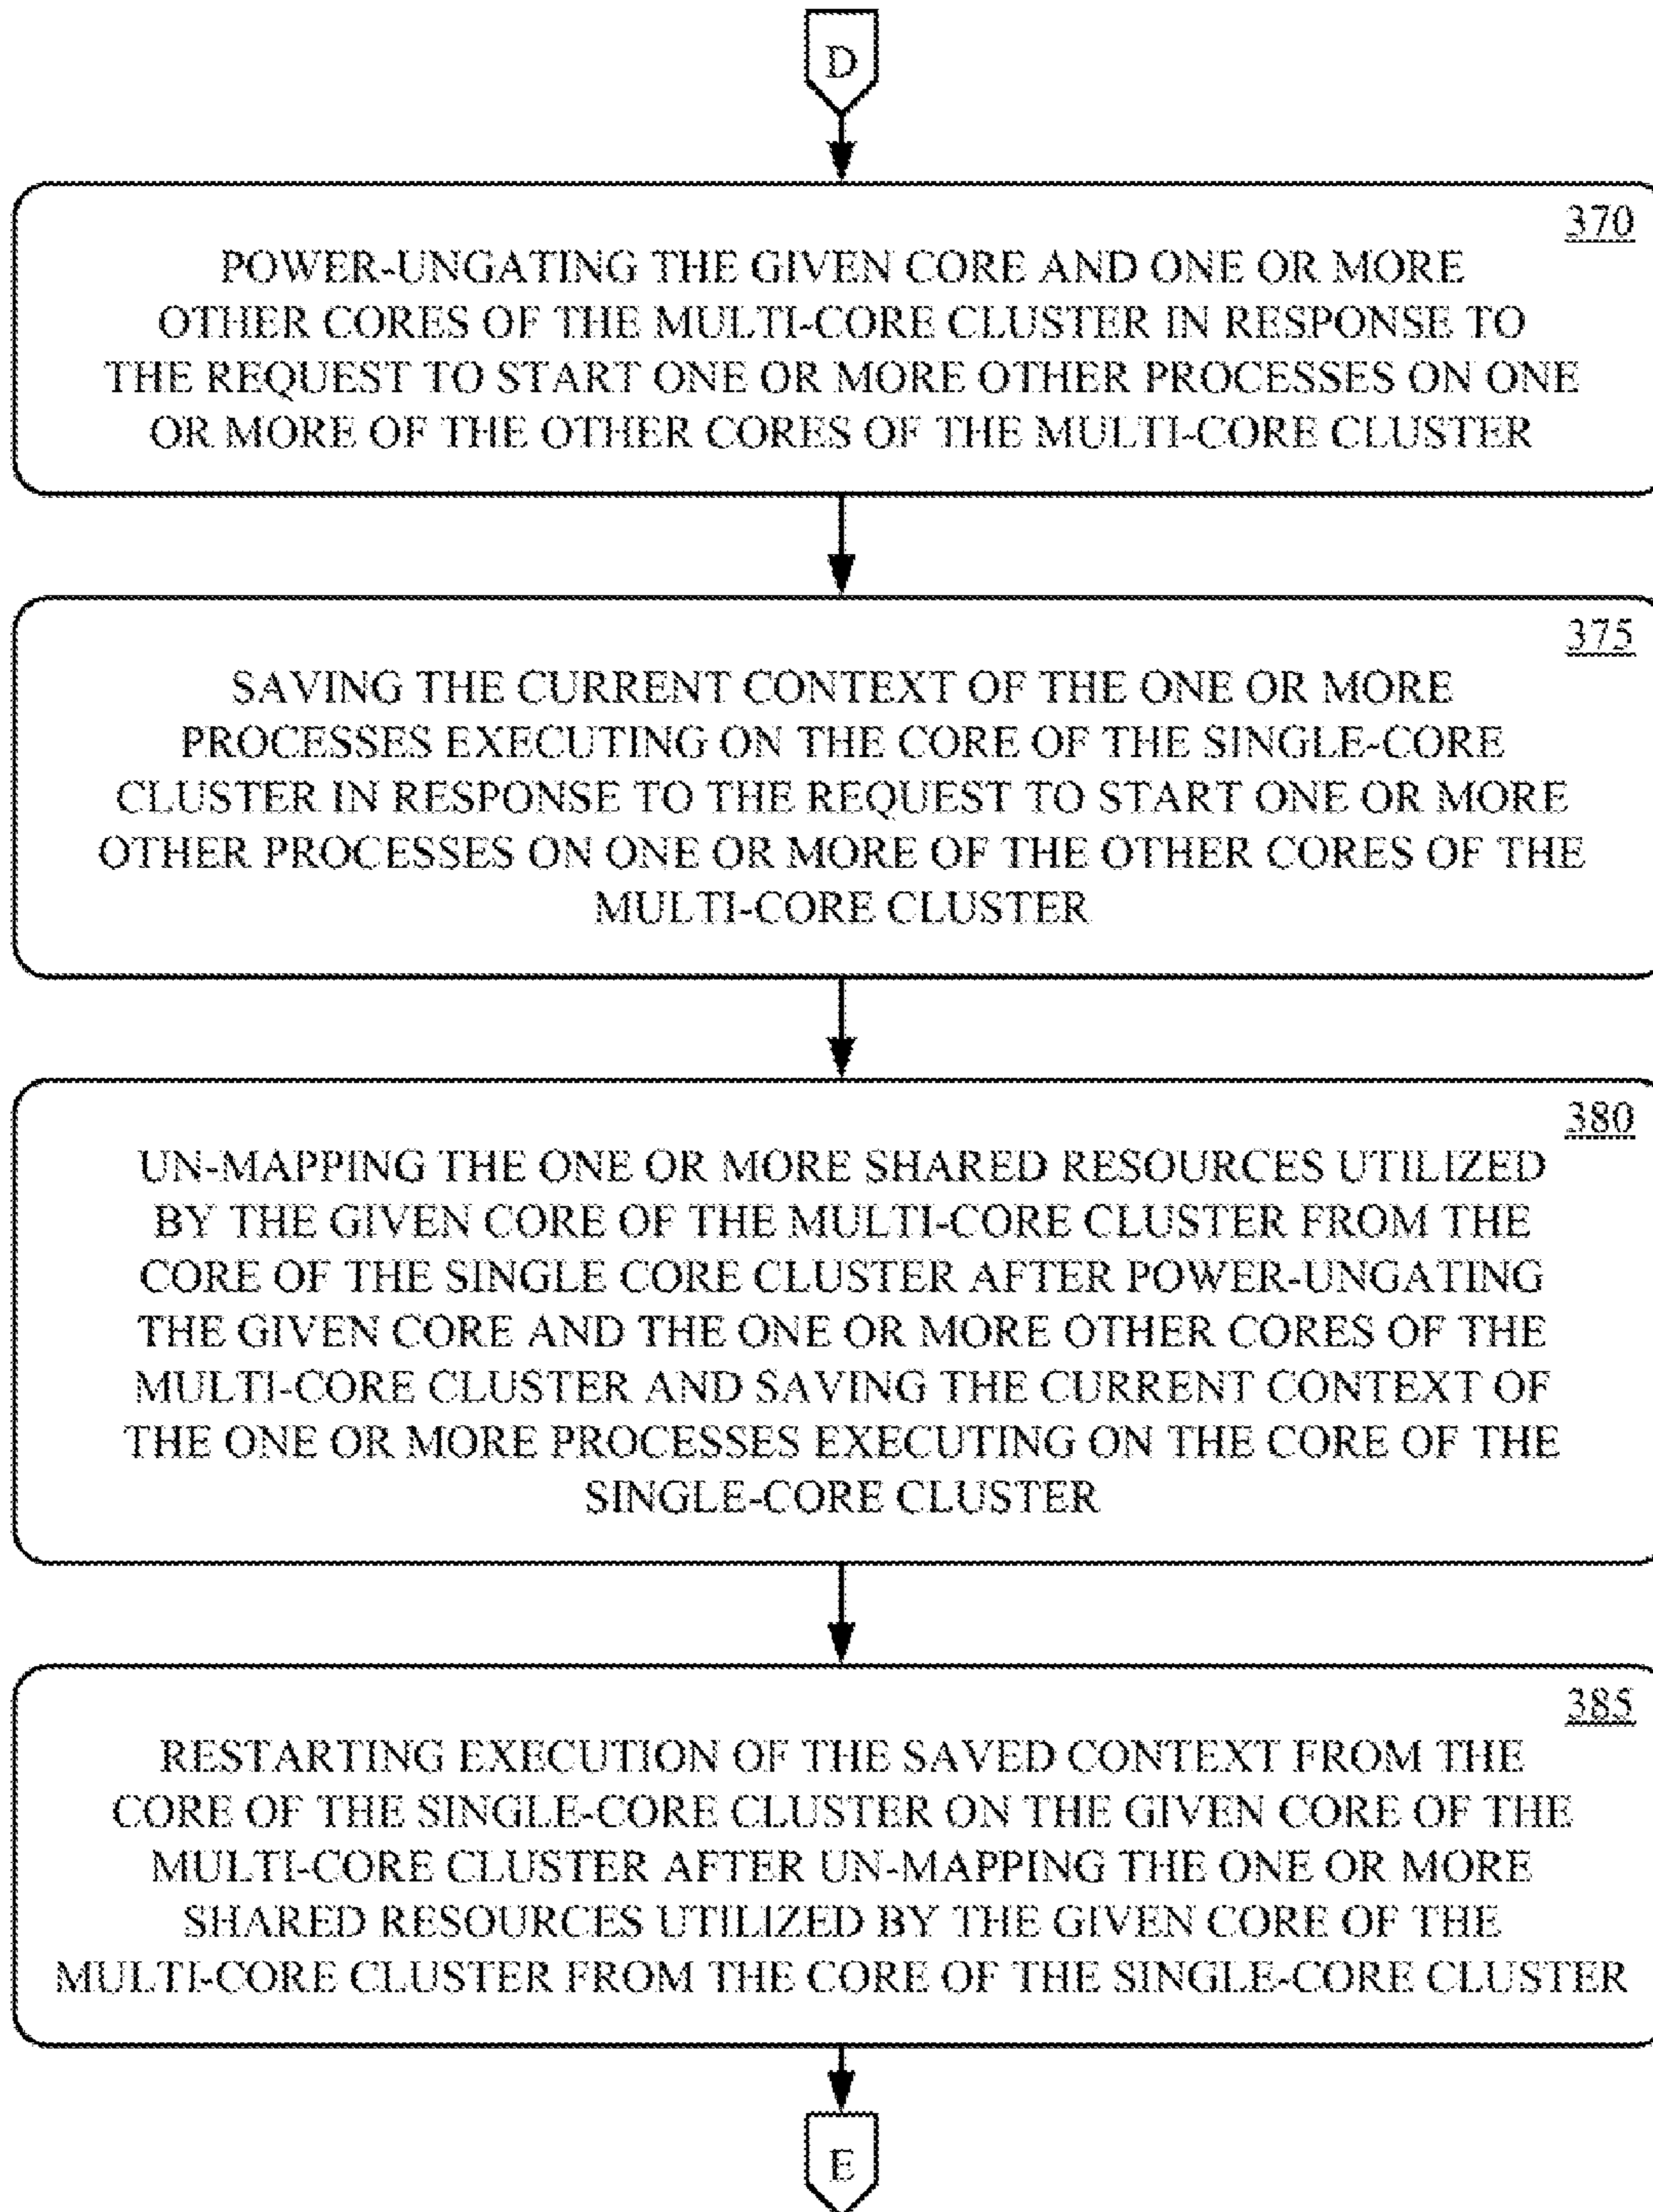 D
370
POWER-UNGATING THE GIVEN CORE AND ONE OR MORE
OTHER CORES OF THE MULTI-CORE CLUSTER IN RESPONSE TO
THE REQUEST TO START ONE OR MORE OTHER PROCESSES ON ONE
OR MORE OF THE OTHER CORES OF THE MULTI-CORE CLUSTER
375
SAVING THE CURRENT CONTEXT OF THE ONE OR MORE
PROCESSES EXECUTING ON THE CORE OF THE SINGLE-CORE
CLUSTER IN RESPONSE TO THE REQUEST TO START ONE OR MORE
OTHER PROCESSES ON ONE OR MORE OF THE OTHER CORES OF THE
MULTI-CORE CLUSTER
380
UN-MAPPING THE ONE OR MORE SHARED RESOURCES UTILIZED
BY THE GIVEN CORE OF THE MULTI-CORE CLUSTER FROM THE
CORE OF THE SINGLE CORE CLUSTER AFTER POWER-UNGATING
THE GIVEN CORE AND THE ONE OR MORE OTHER CORES OF THE
MULTI-CORE CLUSTER AND SAVING THE CURRENT CONTEXT OF
THE ONE OR MORE PROCESSES EXECUTING ON THE CORE OF THE
SINGLE-CORE CLUSTER
385
RESTARTING EXECUTION OF THE SAVED CONTEXT FROM THE
CORE OF THE SINGLE-CORE CLUSTER ON THE GIVEN CORE OF THE
MULTI-CORE CLUSTER AFTER UN-MAPPING THE ONE OR MORE
SHARED RESOURCES UTILIZED BY THE GIVEN CORE OF THE
MULTI-CORE CLUSTER FROM THE CORE OF THE SINGLE-CORE CLUSTER
E